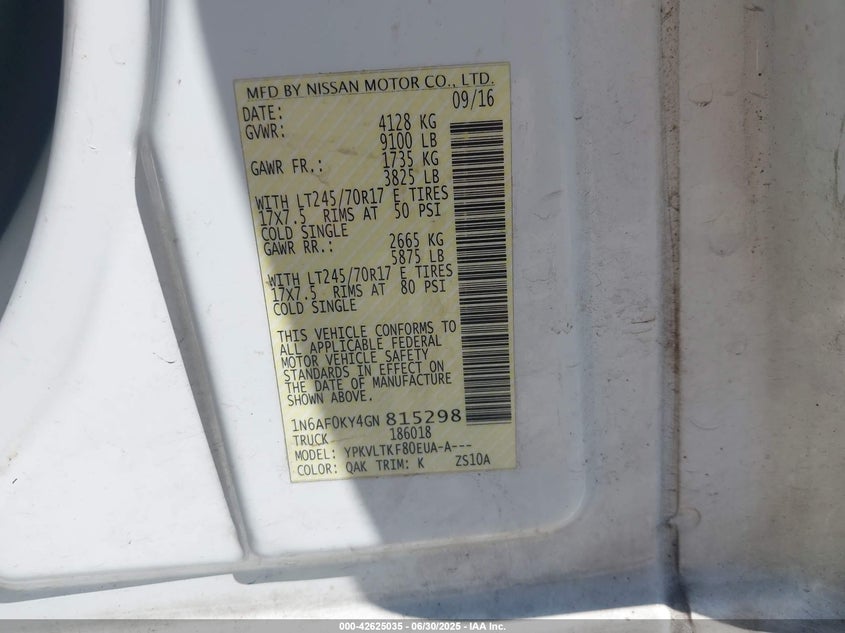 MFD BY NISSAN MOTOR CO., LTD.
DATE: 09/16
GVWR: 4128 KG
9100 LB
GAWR FR.: 1735 KG
3825 LB
WITH LT245/70R17 E TIRES
17X7.5 RIMS AT 50 PSI
COLD SINGLE
GAWR RR.: 2665 KG
5875 LB
WITH LT245/70R17 E TIRES
17X7.5 RIMS AT 80 PSI
COLD SINGLE
THIS VEHICLE CONFORMS TO
ALL APPLICABLE FEDERAL
MOTOR VEHICLE SAFETY
STANDARDS IN EFFECT ON
THE DATE OF MANUFACTURE
SHOWN ABOVE.
1N6AF0KY4GN815298
TRUCK 186018
MODEL: YPKVLTKF80EUA-A---
COLOR: QAK TRIM: K ZS10A
000-42625035 - 06/30/2025 - IAA Inc.